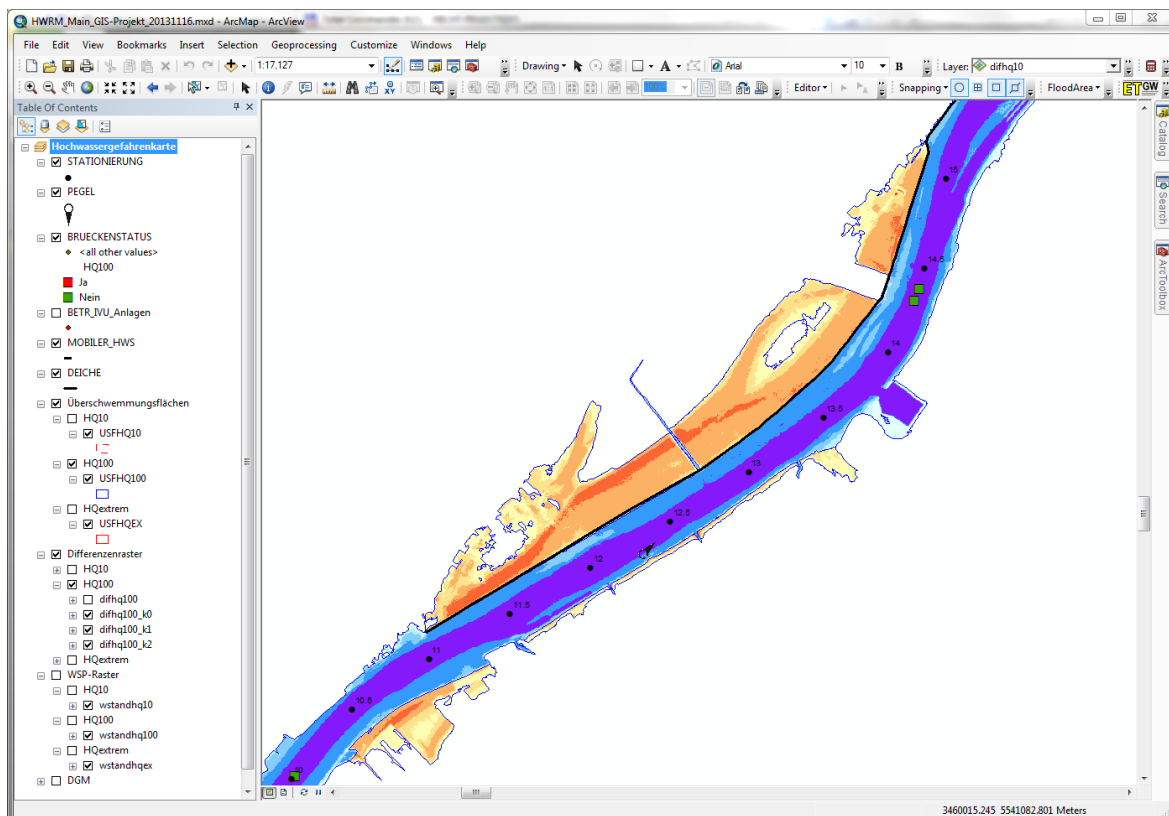 HWRM_Main_GIS-Projekt_20131116.mxd - ArcMap - ArcView
File Edit View Bookmarks Insert Selection Geoprocessing Customize Windows Help
1:17,127 Drawing Arial 10 B Layer: difhq10
100% Editor Snapping FloodArea ET GW
Table Of Contents
Hochwassergefahrenkarte
STATIONIERUNG
PEGEL
BRUECKENSTATUS
<all other values>
HQ100
Ja
Nein
BETR_IVU_Anlagen
MOBILER_HWS
DEICHE
Überschwemmungsflächen
HQ10
USFHQ10
HQ100
USFHQ100
HQextrem
USFHQEX
Differenzenraster
HQ10
HQ100
difhq100
difhq100_k0
difhq100_k1
difhq100_k2
HQextrem
WSP-Raster
HQ10
wstandhq10
HQ100
wstandhq100
HQextrem
wstandhqex
DGM
15
14.5
14
13.5
13
12.5
12
11.5
11
10.5
10
Catalog
Search
ArcToolbox
3460015.245 5541082.801 Meters